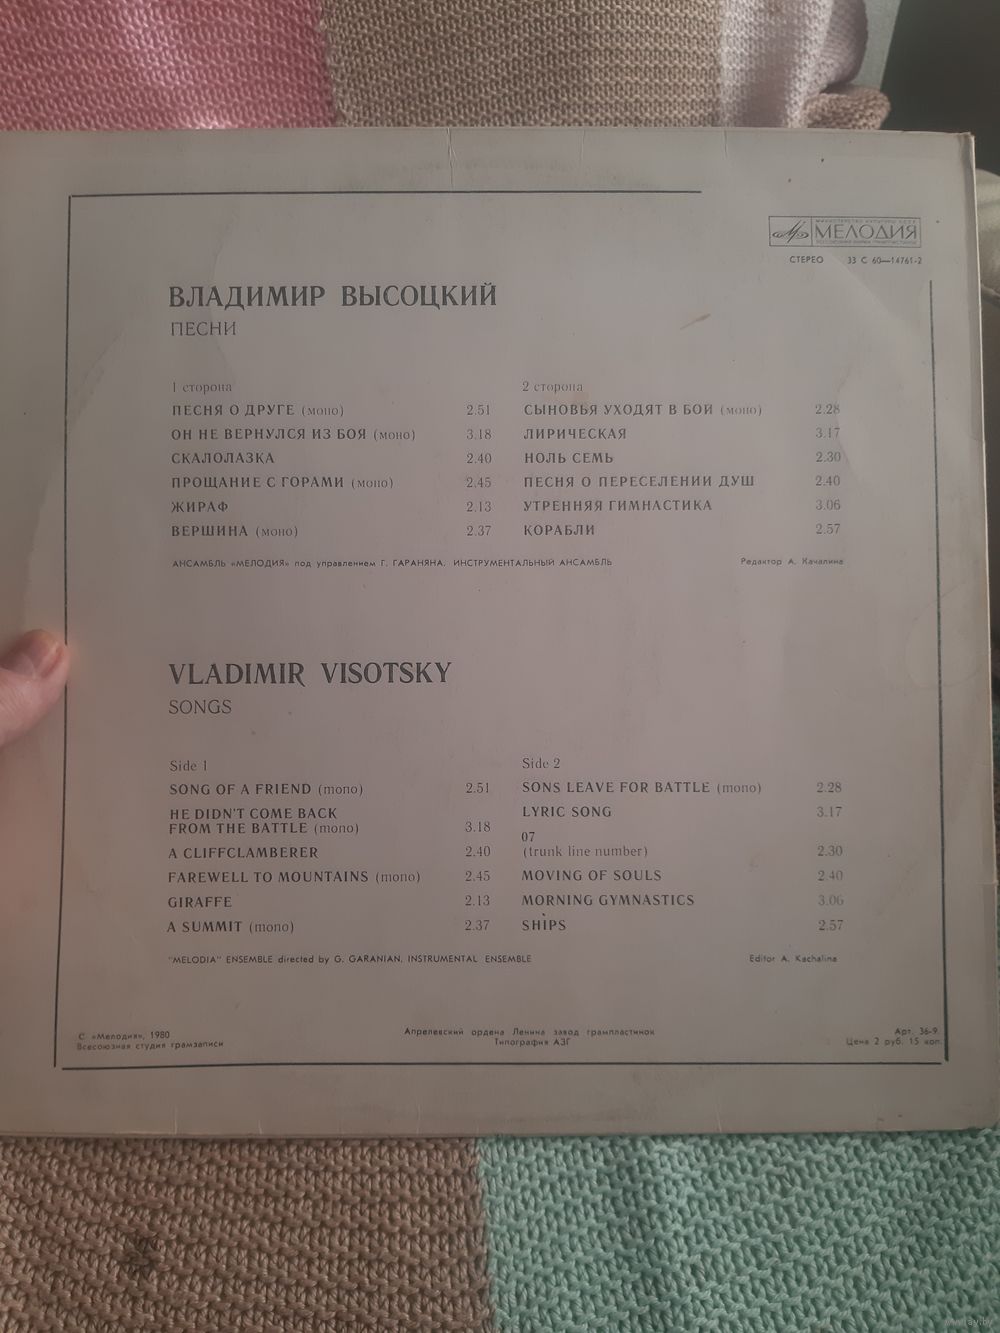 МИНИСТЕРСТВО КУЛЬТУРЫ СССР
МЕЛОДИЯ
ВСЕСОЮЗНАЯ ФИРМА ГРАМПЛАСТИНОК
СТЕРЕО 33 С 60—14761-2
ВЛАДИМИР ВЫСОЦКИЙ
ПЕСНИ
1 сторона
ПЕСНЯ О ДРУГЕ (моно) 2.51
ОН НЕ ВЕРНУЛСЯ ИЗ БОЯ (моно) 3.18
СКАЛОЛАЗКА 2.40
ПРОЩАНИЕ С ГОРАМИ (моно) 2.45
ЖИРАФ 2.13
ВЕРШИНА (моно) 2.37
2 сторона
СЫНОВЬЯ УХОДЯТ В БОЙ (моно) 2.28
ЛИРИЧЕСКАЯ 3.17
НОЛЬ СЕМЬ 2.30
ПЕСНЯ О ПЕРЕСЕЛЕНИИ ДУШ 2.40
УТРЕННЯЯ ГИМНАСТИКА 3.06
КОРАБЛИ 2.57
АНСАМБЛЬ «МЕЛОДИЯ» под управлением Г. ГАРАНЯНА, ИНСТРУМЕНТАЛЬНЫЙ АНСАМБЛЬ
Редактор А. Качалина
VLADIMIR VISOTSKY
SONGS
Side 1
SONG OF A FRIEND (mono) 2.51
HE DIDN'T COME BACK
FROM THE BATTLE (mono) 3.18
A CLIFFCLAMBERER 2.40
FAREWELL TO MOUNTAINS (mono) 2.45
GIRAFFE 2.13
A SUMMIT (mono) 2.37
Side 2
SONS LEAVE FOR BATTLE (mono) 2.28
LYRIC SONG 3.17
07
(trunk line number) 2.30
MOVING OF SOULS 2.40
MORNING GYMNASTICS 3.06
SHIPS 2.57
"MELODIA" ENSEMBLE directed by G. GARANIAN, INSTRUMENTAL ENSEMBLE
Editor A. Kachalina
С «Мелодия», 1980
Всесоюзная студия грамзаписи
Апрелевский ордена Ленина завод грампластинок
Типография АЗГ
Арт. 36-9.
Цена 2 руб. 15 коп.